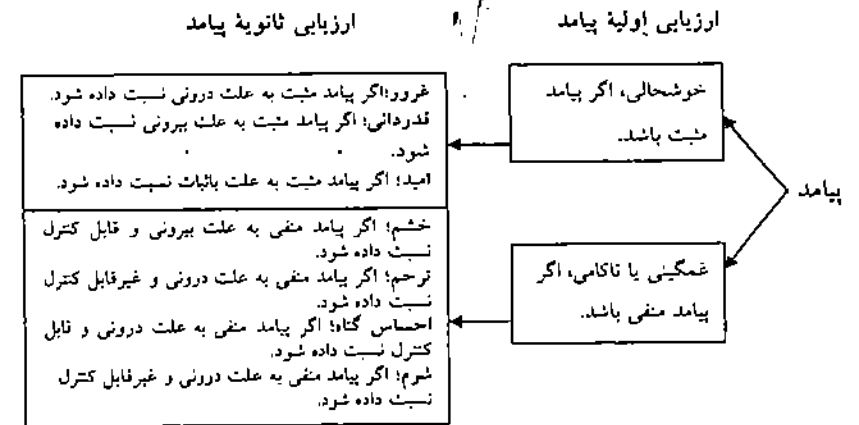 ارزیابی اولیهٔ پیامد
ارزیابی ثانویهٔ پیامد
پیامد
خوشحالی، اگر پیامد
مثبت باشد.
غرور؛ اگر پیامد مثبت به علت درونی نسبت داده شود.
قدردانی؛ اگر پیامد مثبت به علت بیرونی نسبت داده
شود.
امید؛ اگر پیامد مثبت به علت باثبات نسبت داده شود.
غمگینی یا ناکامی، اگر
پیامد منفی باشد.
خشم؛ اگر پیامد منفی به علت بیرونی و قابل کنترل
نسبت داده شود.
ترحم؛ اگر پیامد منفی به علت درونی و غیرقابل کنترل
نسبت داده شود.
احساس گناه؛ اگر پیامد منفی به علت درونی و قابل
کنترل نسبت داده شود.
شرم؛ اگر پیامد منفی به علت درونی و غیرقابل کنترل
نسبت داده شود.